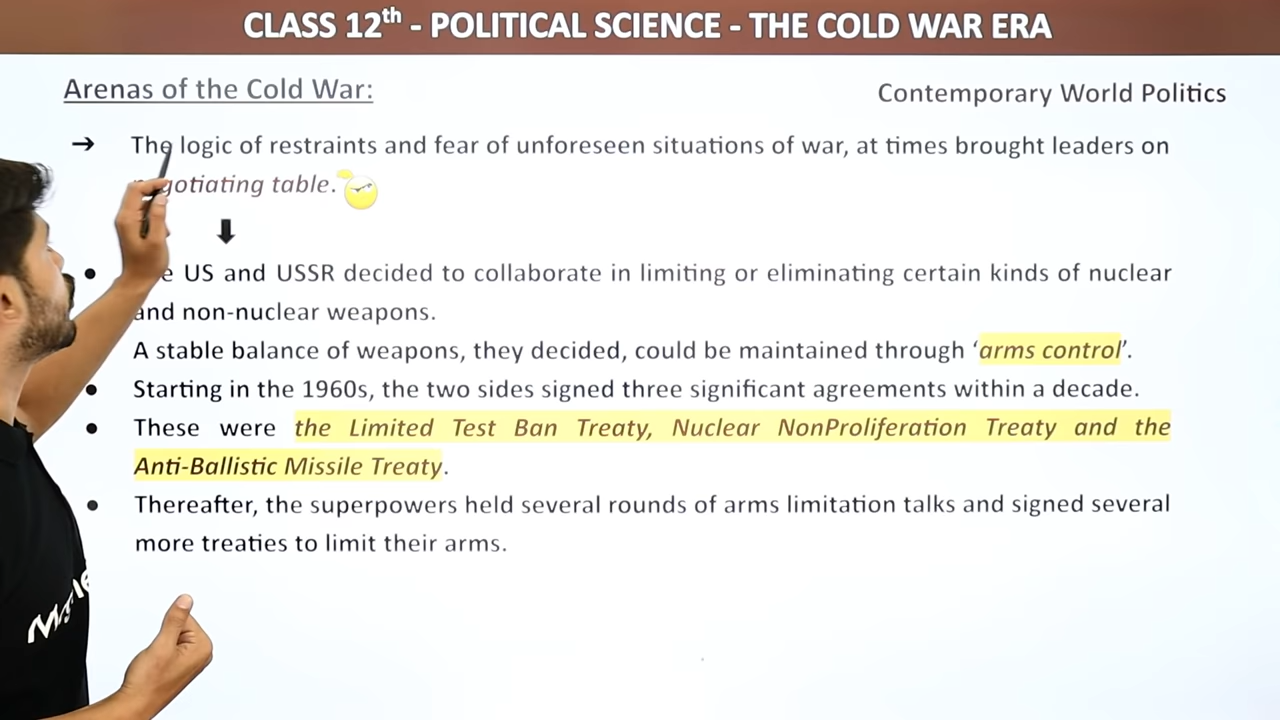 CLASS 12th - POLITICAL SCIENCE - THE COLD WAR ERA
Arenas of the Cold War:
Contemporary World Politics
➔ The logic of restraints and fear of unforeseen situations of war, at times brought leaders on
table.
● US and USSR decided to collaborate in limiting or eliminating certain kinds of nuclear
and non-nuclear weapons.
A stable balance of weapons, they decided, could be maintained through ‘arms control’.
● Starting in the 1960s, the two sides signed three significant agreements within a decade.
● These were the Limited Test Ban Treaty, Nuclear NonProliferation Treaty and the
Anti-Ballistic Missile Treaty.
● Thereafter, the superpowers held several rounds of arms limitation talks and signed several
more treaties to limit their arms.